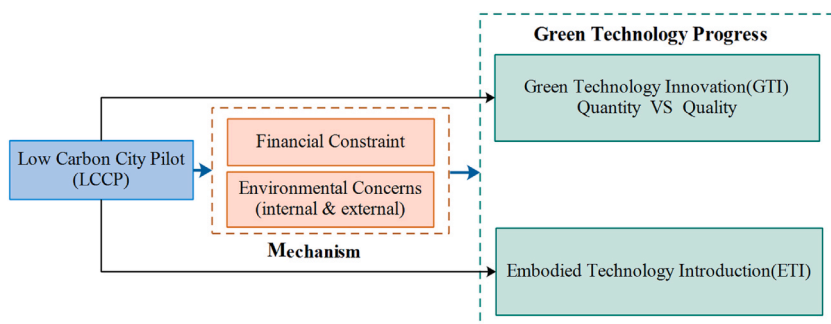 Green Technology Progress
Green Technology Innovation(GTI)
Quantity VS Quality
Low Carbon City Pilot
(LCCP)
Financial Constraint
Environmental Concerns
(internal & external)
Mechanism
Embodied Technology Introduction(ETI)